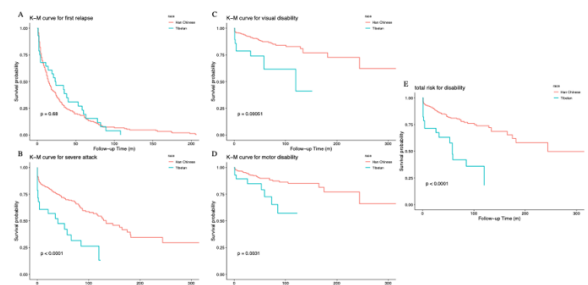 A
K-M curve for first relapse
race
Han Chinese
Tibetan
Survival probability
1.00
0.75
0.50
0.25
0.00
p = 0.68
0
50
100
150
200
Follow-up Time (m)
B
K-M curve for severe attack
race
Han Chinese
Tibetan
Survival probability
1.00
0.75
0.50
0.25
0.00
p < 0.0001
0
100
200
300
Follow-up Time (m)
C
K-M curve for visual disability
race
Han Chinese
Tibetan
Survival probability
1.00
0.75
0.50
0.25
0.00
0
100
200
300
Follow-up Time (m)
D
K-M curve for motor disability
race
Han Chinese
Tibetan
Survival probability
1.00
0.75
0.50
0.25
0.00
p = 0.0031
0
100
200
300
Follow-up Time (m)
E
total risk for disability
race
Han Chinese
Tibetan
Survival probability
1.00
0.75
0.50
0.25
0.00
p < 0.0001
0
100
200
300
Follow-up Time (m)